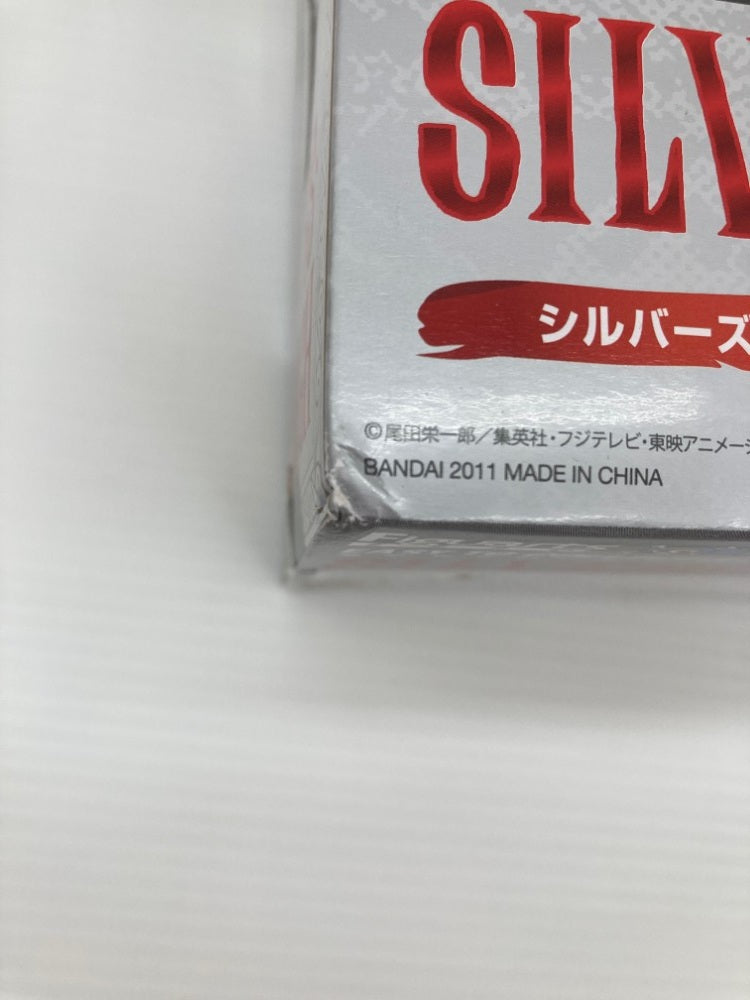 SILV
シルバーズ
©尾田栄一郎／集英社・フジテレビ・東映アニメーシ
BANDAI 2011 MADE IN CHINA